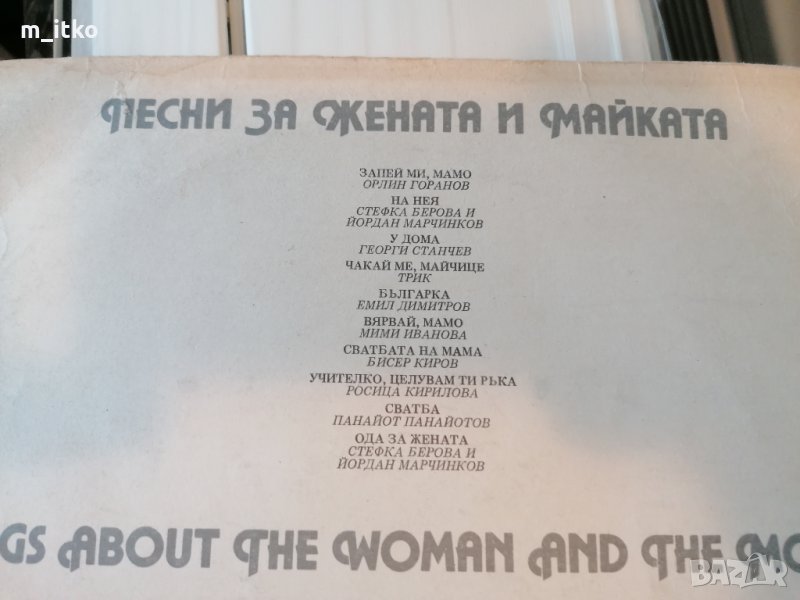 m_itko
ПЕСНИ ЗА ЖЕНАТА И МАЙКАТА
ЗАПЕЙ МИ, МАМО
ОРЛИН ГОРАНОВ
НА НЕЯ
СТЕФКА БЕРОВА И
ЙОРДАН МАРЧИНКОВ
У ДОМА
ГЕОРГИ СТАНЧЕВ
ЧАКАЙ МЕ, МАЙЧИЦЕ
ТРИК
БЪЛГАРКА
ЕМИЛ ДИМИТРОВ
ВЯРВАЙ, МАМО
МИМИ ИВАНОВА
СВАТБАТА НА МАМА
БИСЕР КИРОВ
УЧИТЕЛКО, ЦЕЛУВАМ ТИ РЪКА
РОСИЦА КИРИЛОВА
СВАТБА
ПАНАЙОТ ПАНАЙОТОВ
ОДА ЗА ЖЕНАТА
СТЕФКА БЕРОВА И
ЙОРДАН МАРЧИНКОВ
GS ABOUT THE WOMAN AND THE MO
BAZAR.bg